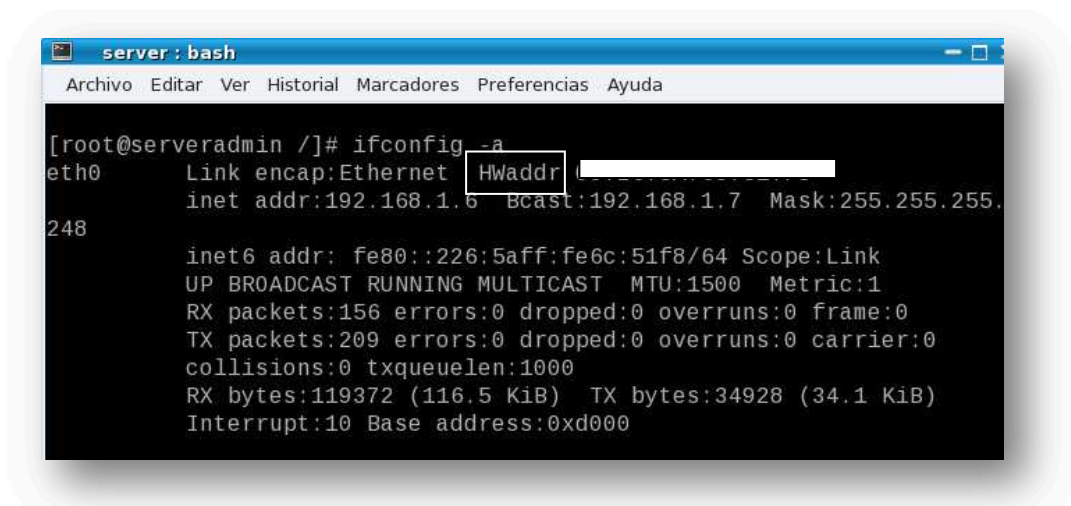 server : bash
Archivo Editar Ver Historial Marcadores Preferencias Ayuda
[root@serveradmin /]# ifconfig -a
eth0 Link encap:Ethernet HWaddr
inet addr:192.168.1.6 Bcast:192.168.1.7 Mask:255.255.255.
248
inet6 addr: fe80::226:5aff:fe6c:51f8/64 Scope:Link
UP BROADCAST RUNNING MULTICAST MTU:1500 Metric:1
RX packets:156 errors:0 dropped:0 overruns:0 frame:0
TX packets:209 errors:0 dropped:0 overruns:0 carrier:0
collisions:0 txqueuelen:1000
RX bytes:119372 (116.5 KiB) TX bytes:34928 (34.1 KiB)
Interrupt:10 Base address:0xd000